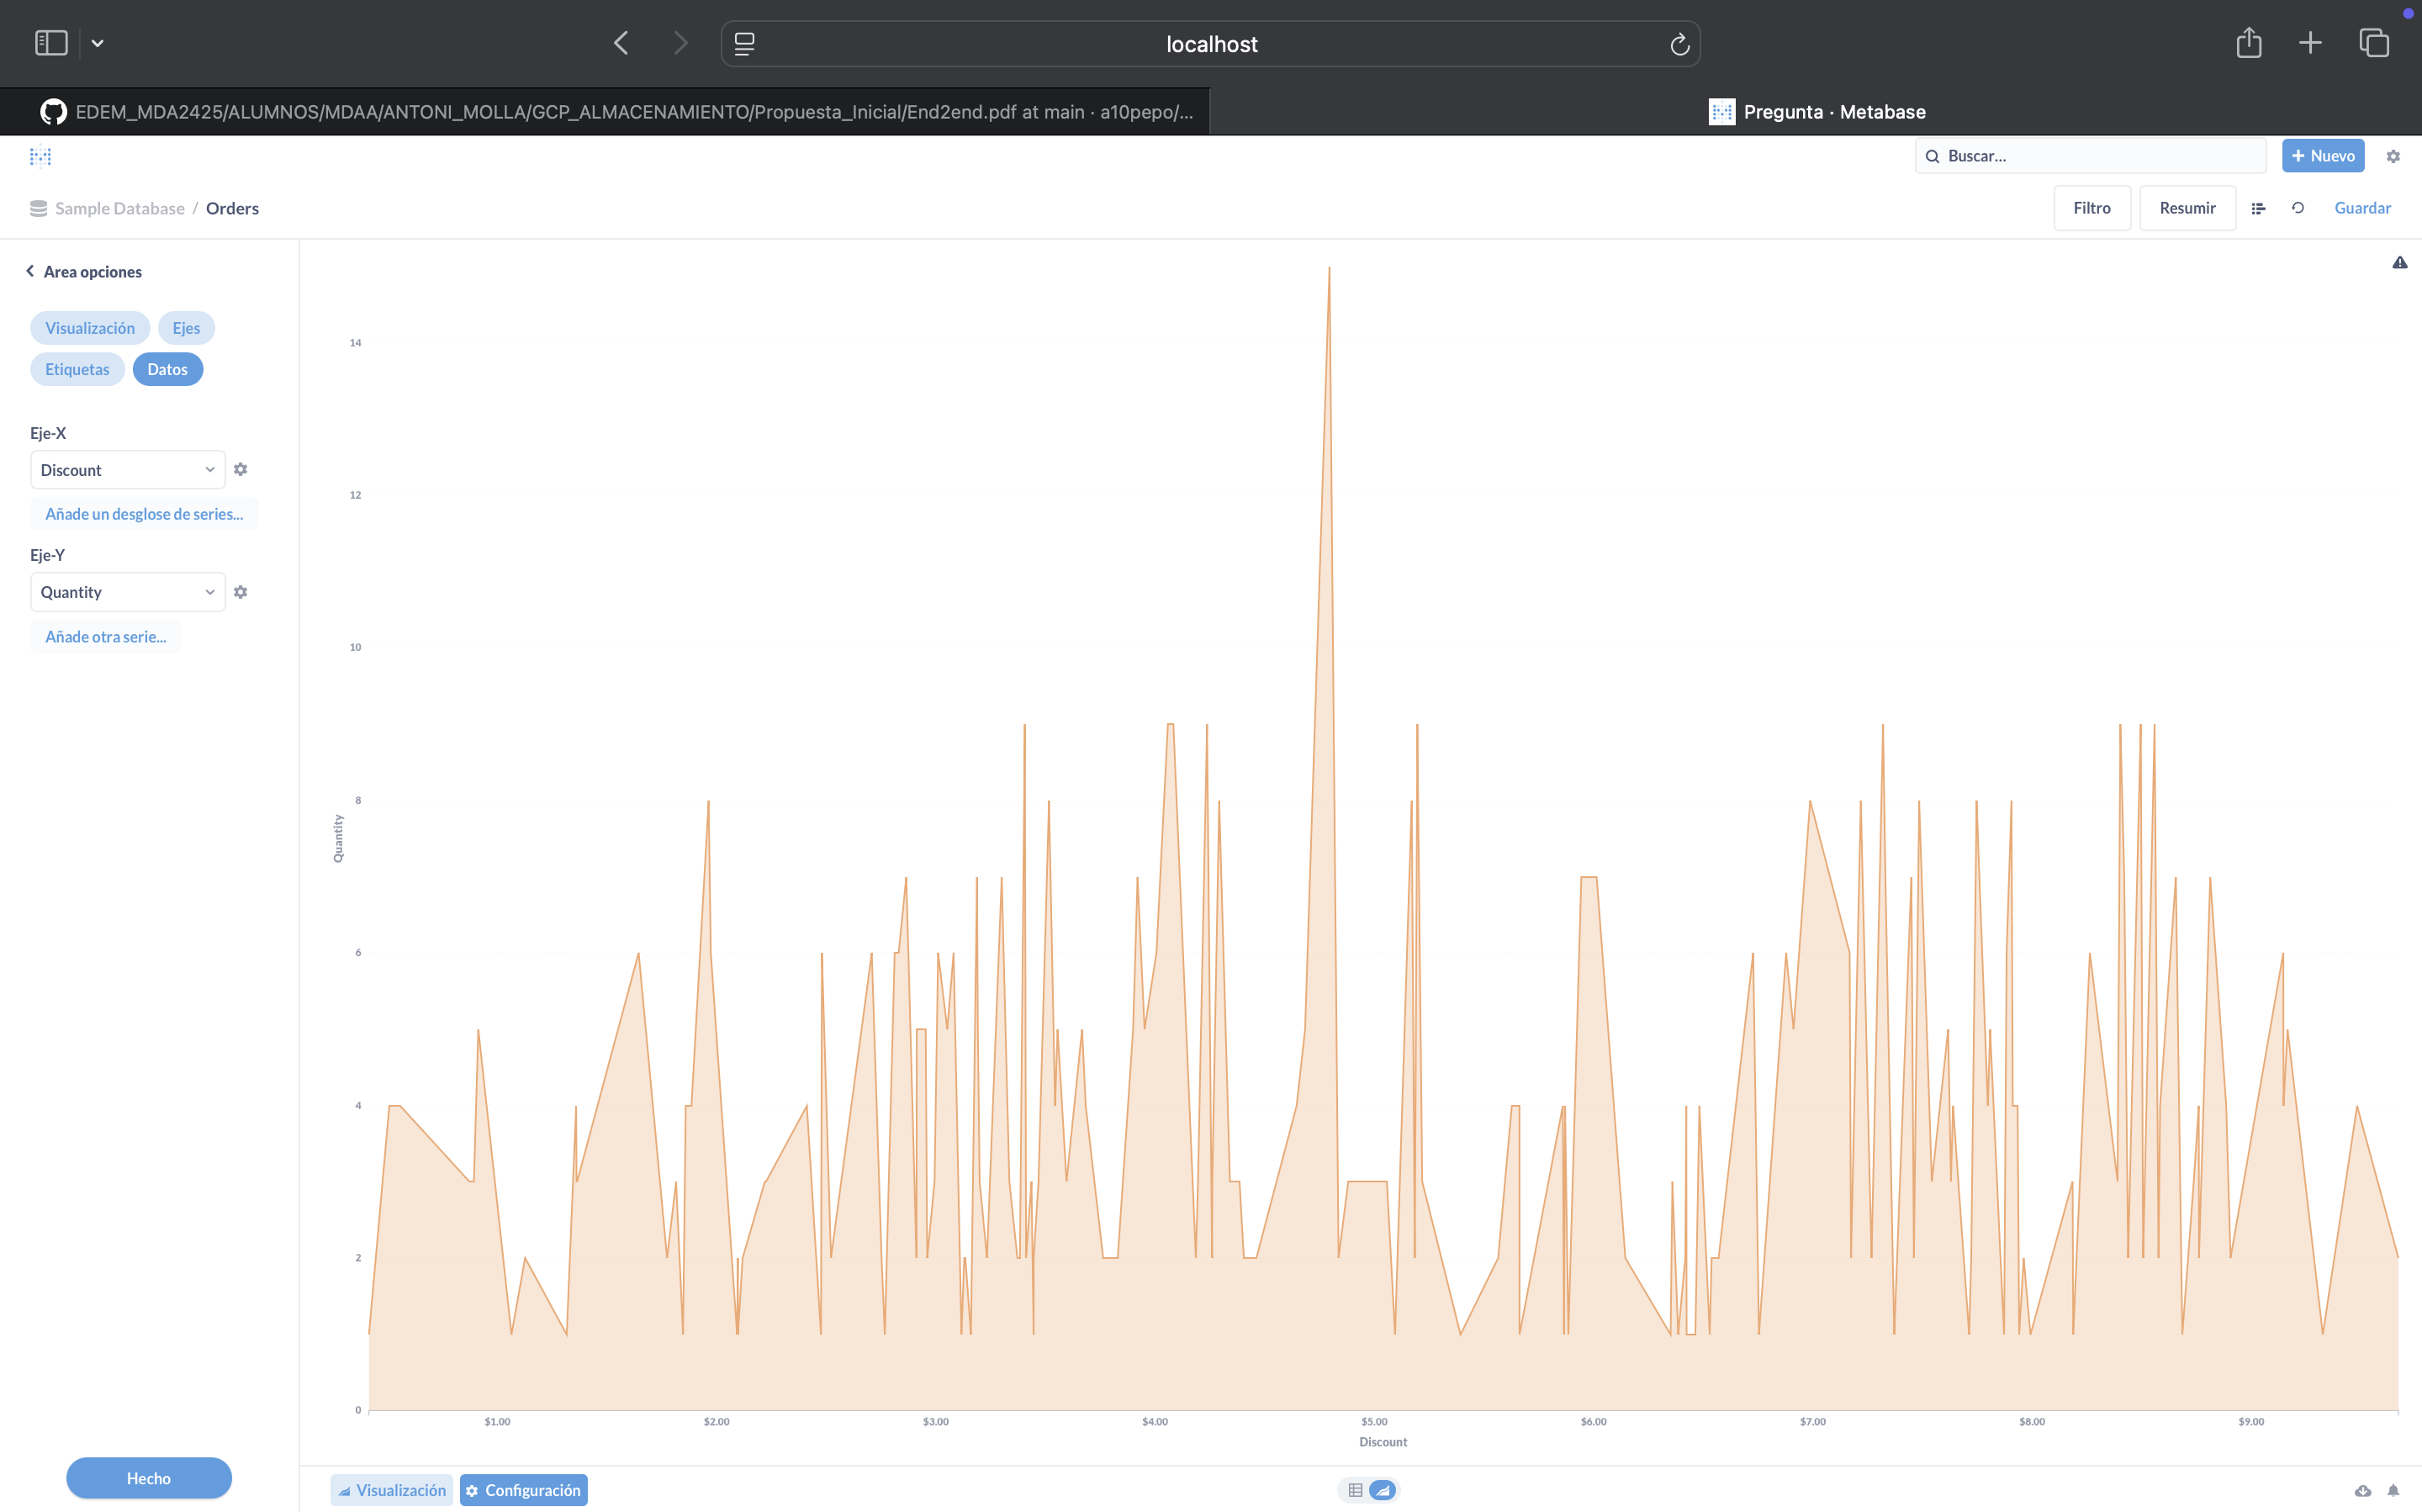 localhost
EDEM_MDA2425/ALUMNOS/MDAA/ANTONI_MOLLA/GCP_ALMACENAMIENTO/Propuesta_Inicial/End2end.pdf at main · a10pepo/...
Pregunta · Metabase
Buscar...
+ Nuevo
Sample Database / Orders
Filtro
Resumir
Guardar
Area opciones
Visualización
Ejes
Etiquetas
Datos
Eje-X
Discount
Añade un desglose de series...
Eje-Y
Quantity
Añade otra serie...
Hecho
14
12
10
8
6
4
2
0
Quantity
$1.00
$2.00
$3.00
$4.00
$5.00
$6.00
$7.00
$8.00
$9.00
Discount
Visualización
Configuración